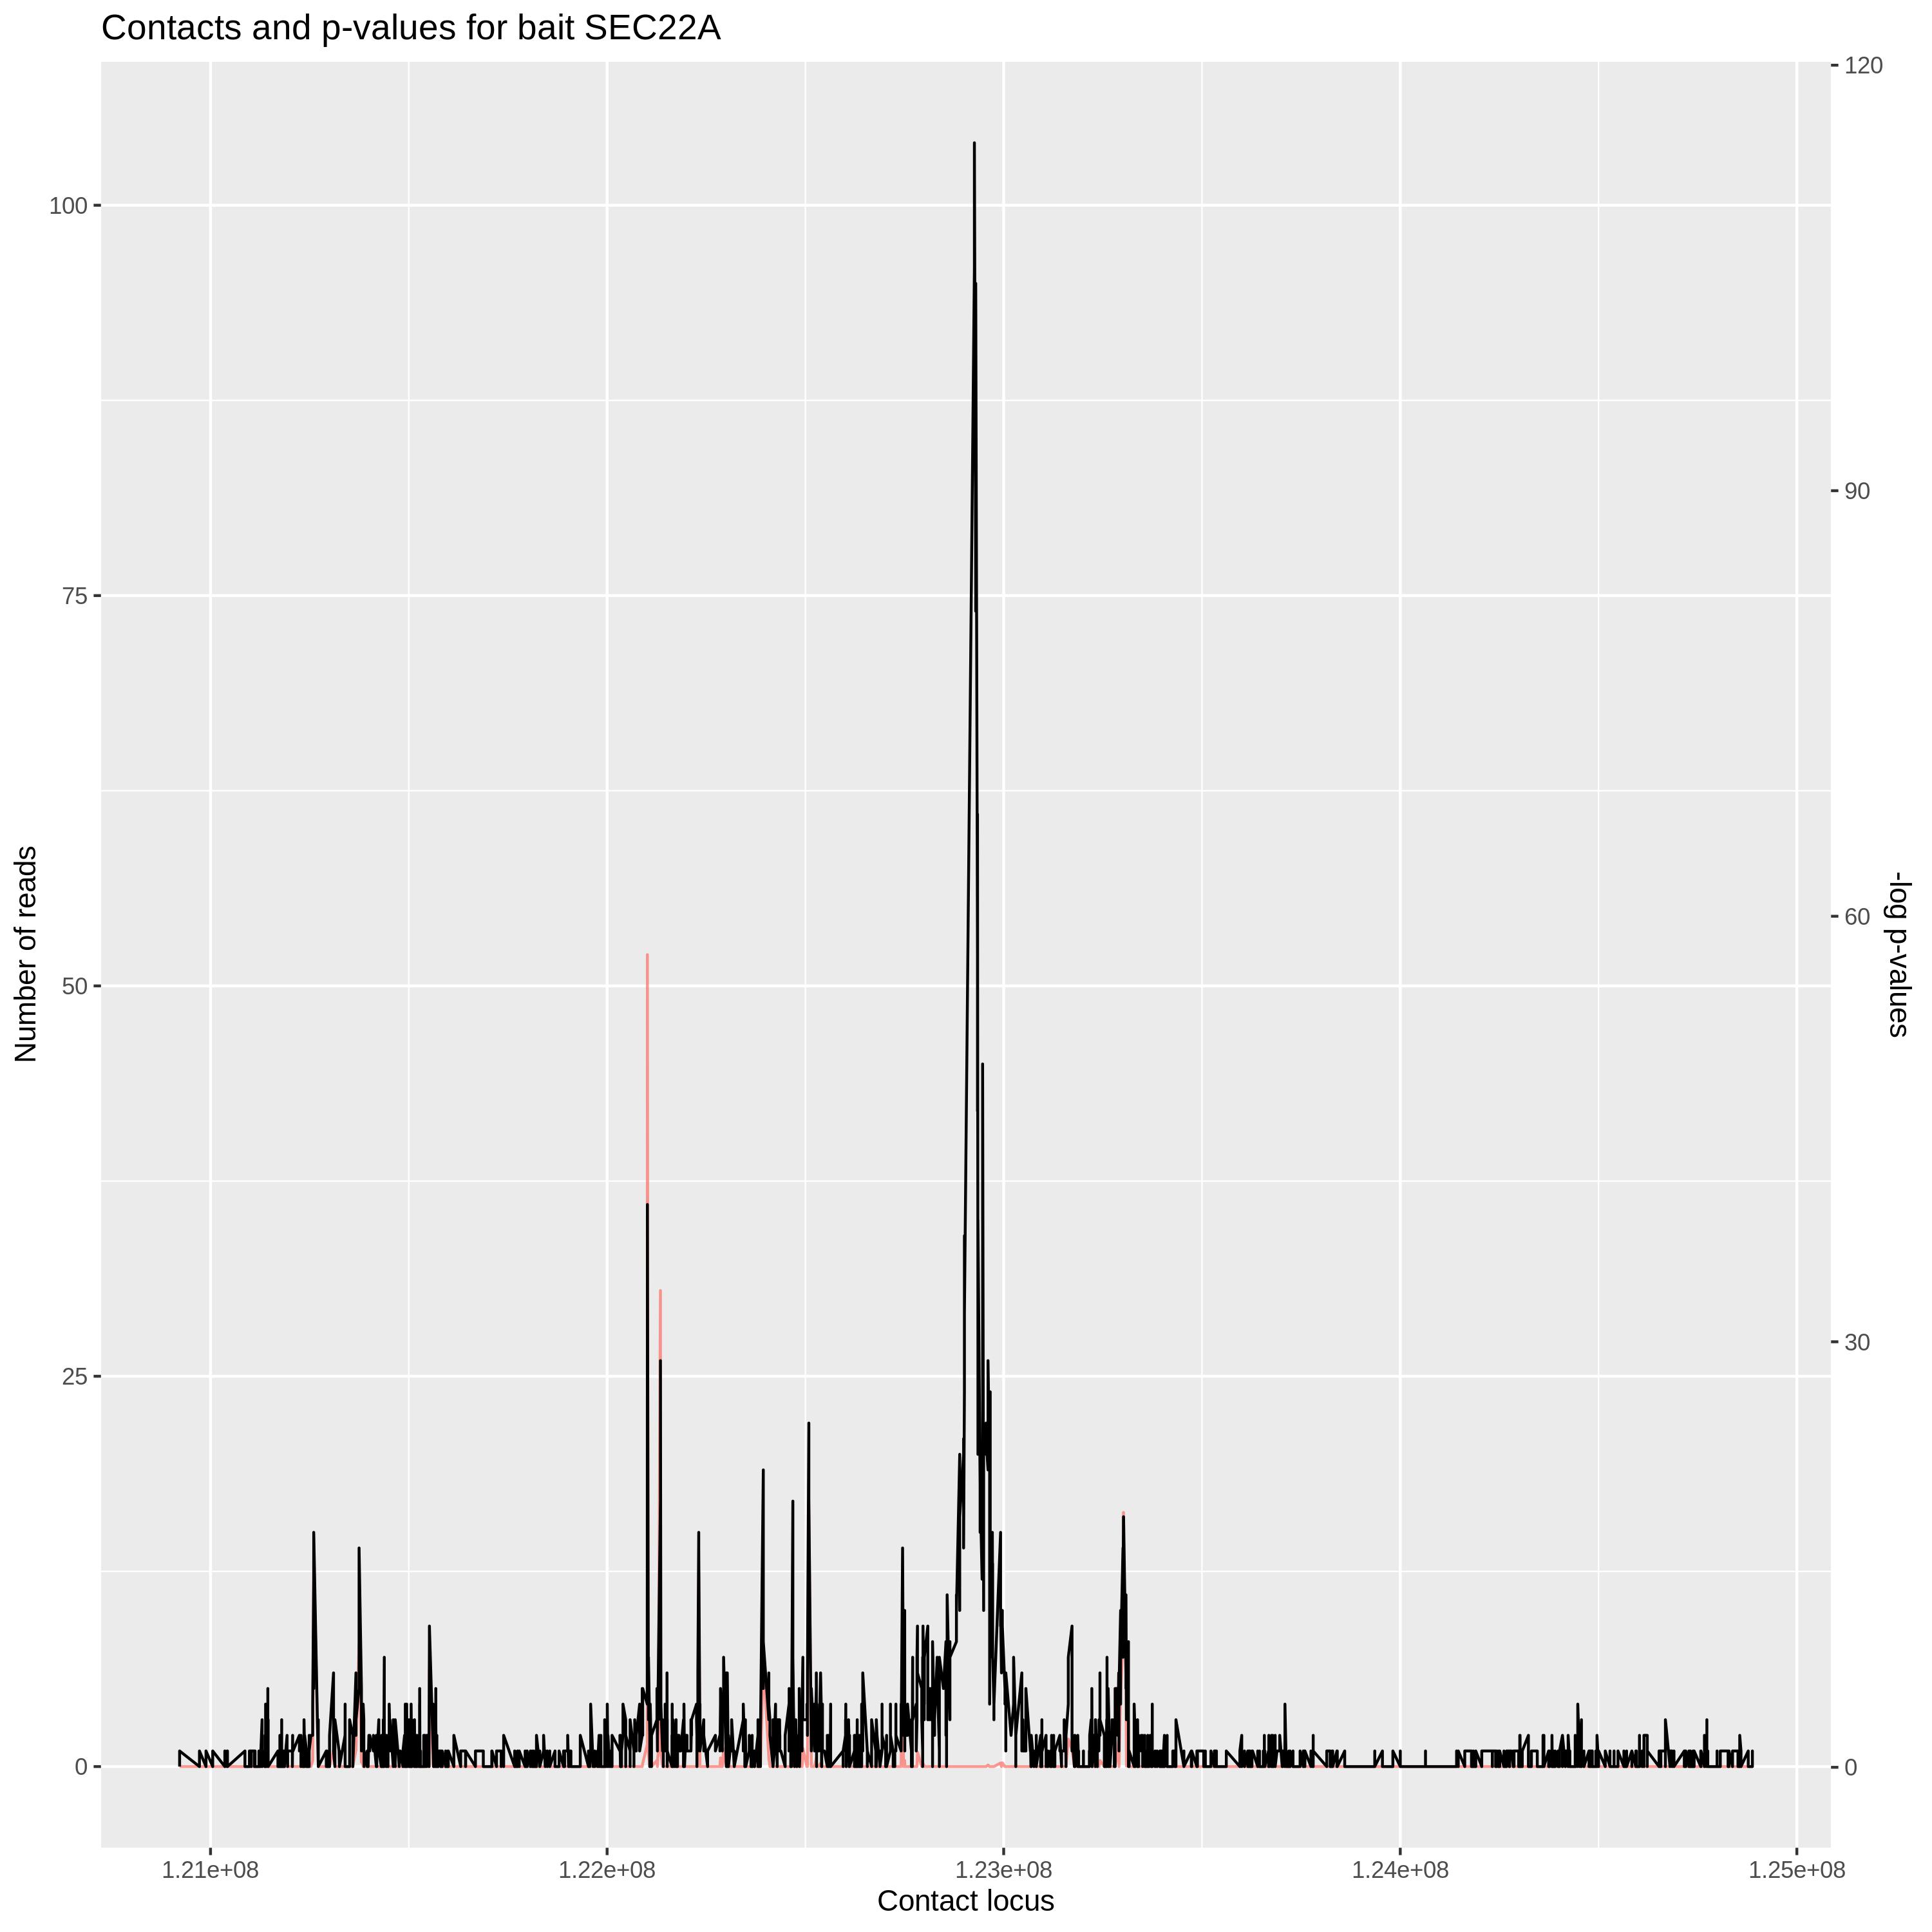 Contacts and p-values for bait SEC22A
120
100
90
75
60
50
30
25
0
0
Number of reads
-log p-values
1.21e+08
1.22e+08
1.23e+08
1.24e+08
1.25e+08
Contact locus